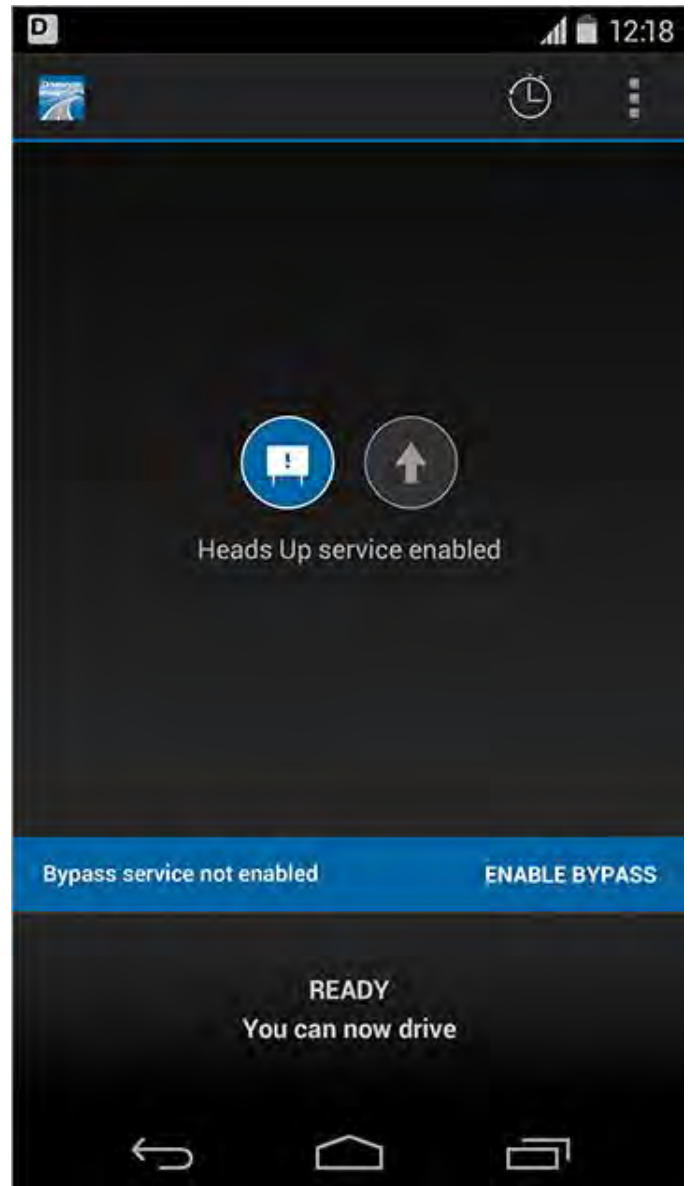 D
12:18
Heads Up service enabled
Bypass service not enabled ENABLE BYPASS
READY
You can now drive